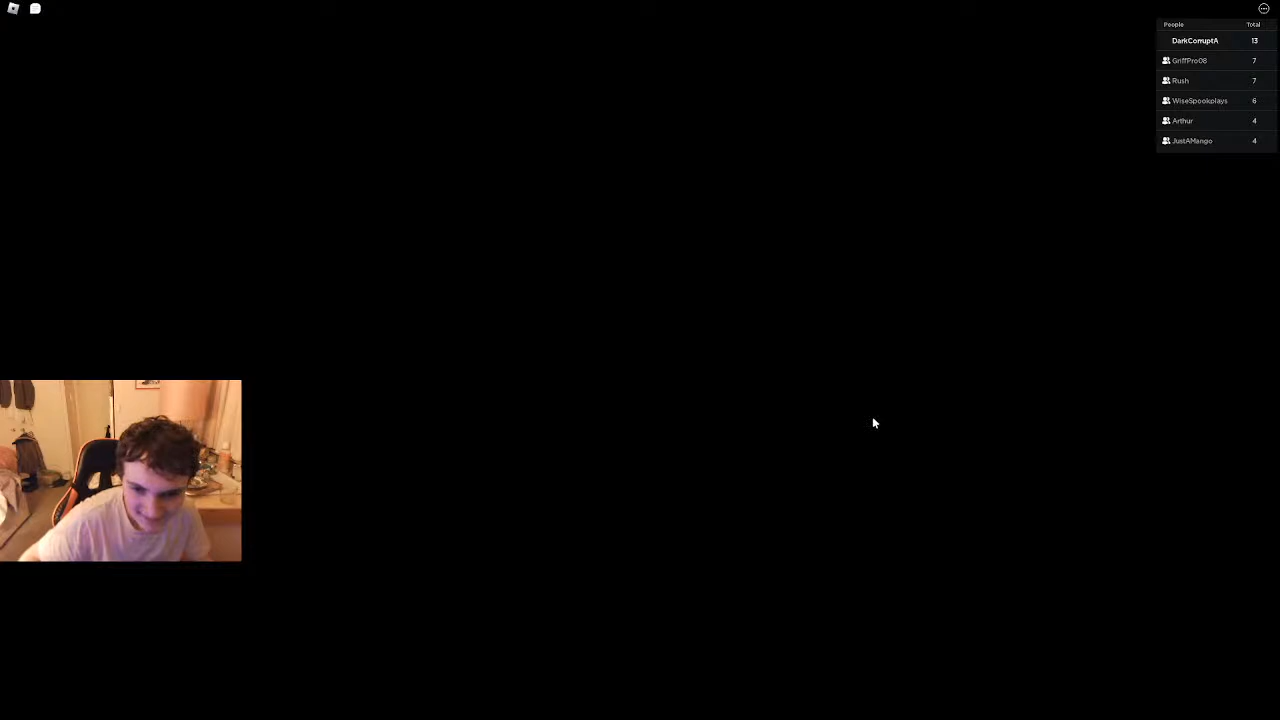 People Total
DarkCorruptA 13
GriffPro08 7
Rush 7
WiseSpookplays 6
Arthur 4
JustAMango 4